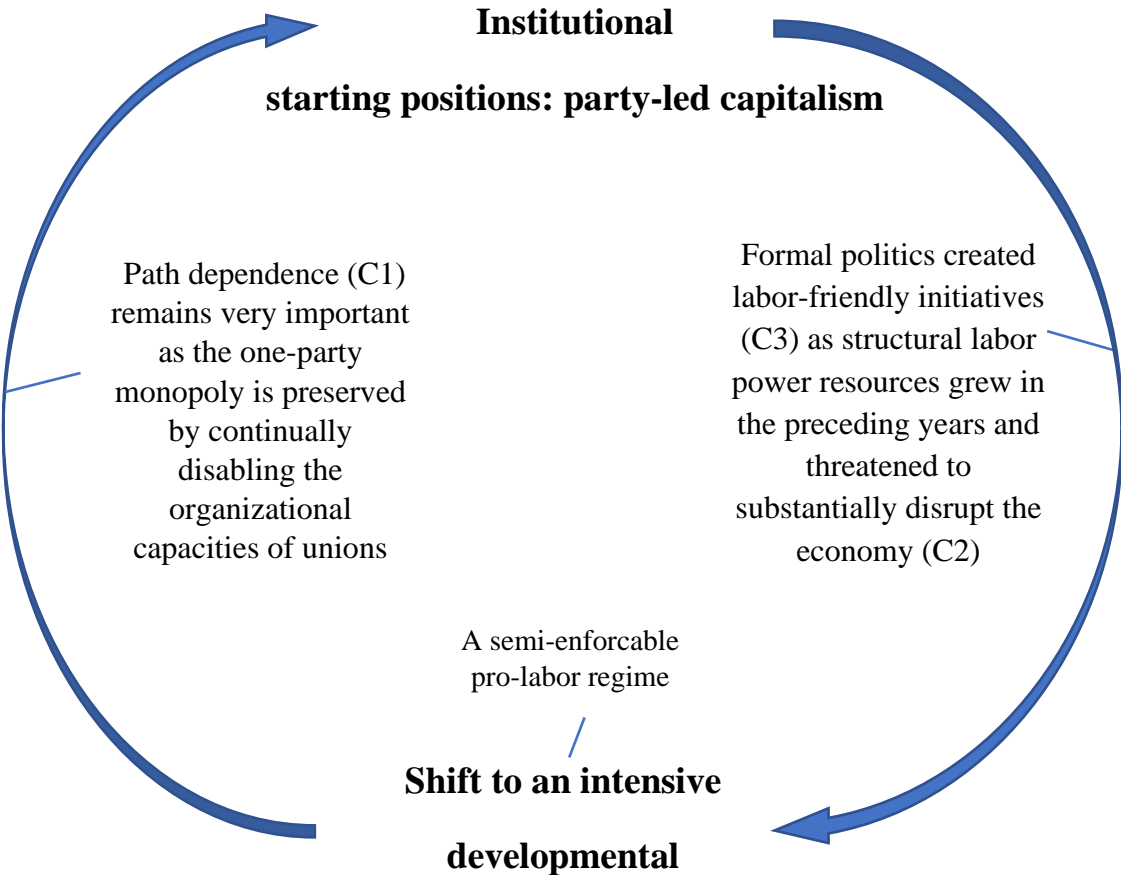 Institutional
starting positions: party-led capitalism
Path dependence (C1)
remains very important
as the one-party
monopoly is preserved
by continually
disabling the
organizational
capacities of unions
Formal politics created
labor-friendly initiatives
(C3) as structural labor
power resources grew in
the preceding years and
threatened to
substantially disrupt the
economy (C2)
A semi-enforcable
pro-labor regime
Shift to an intensive
developmental